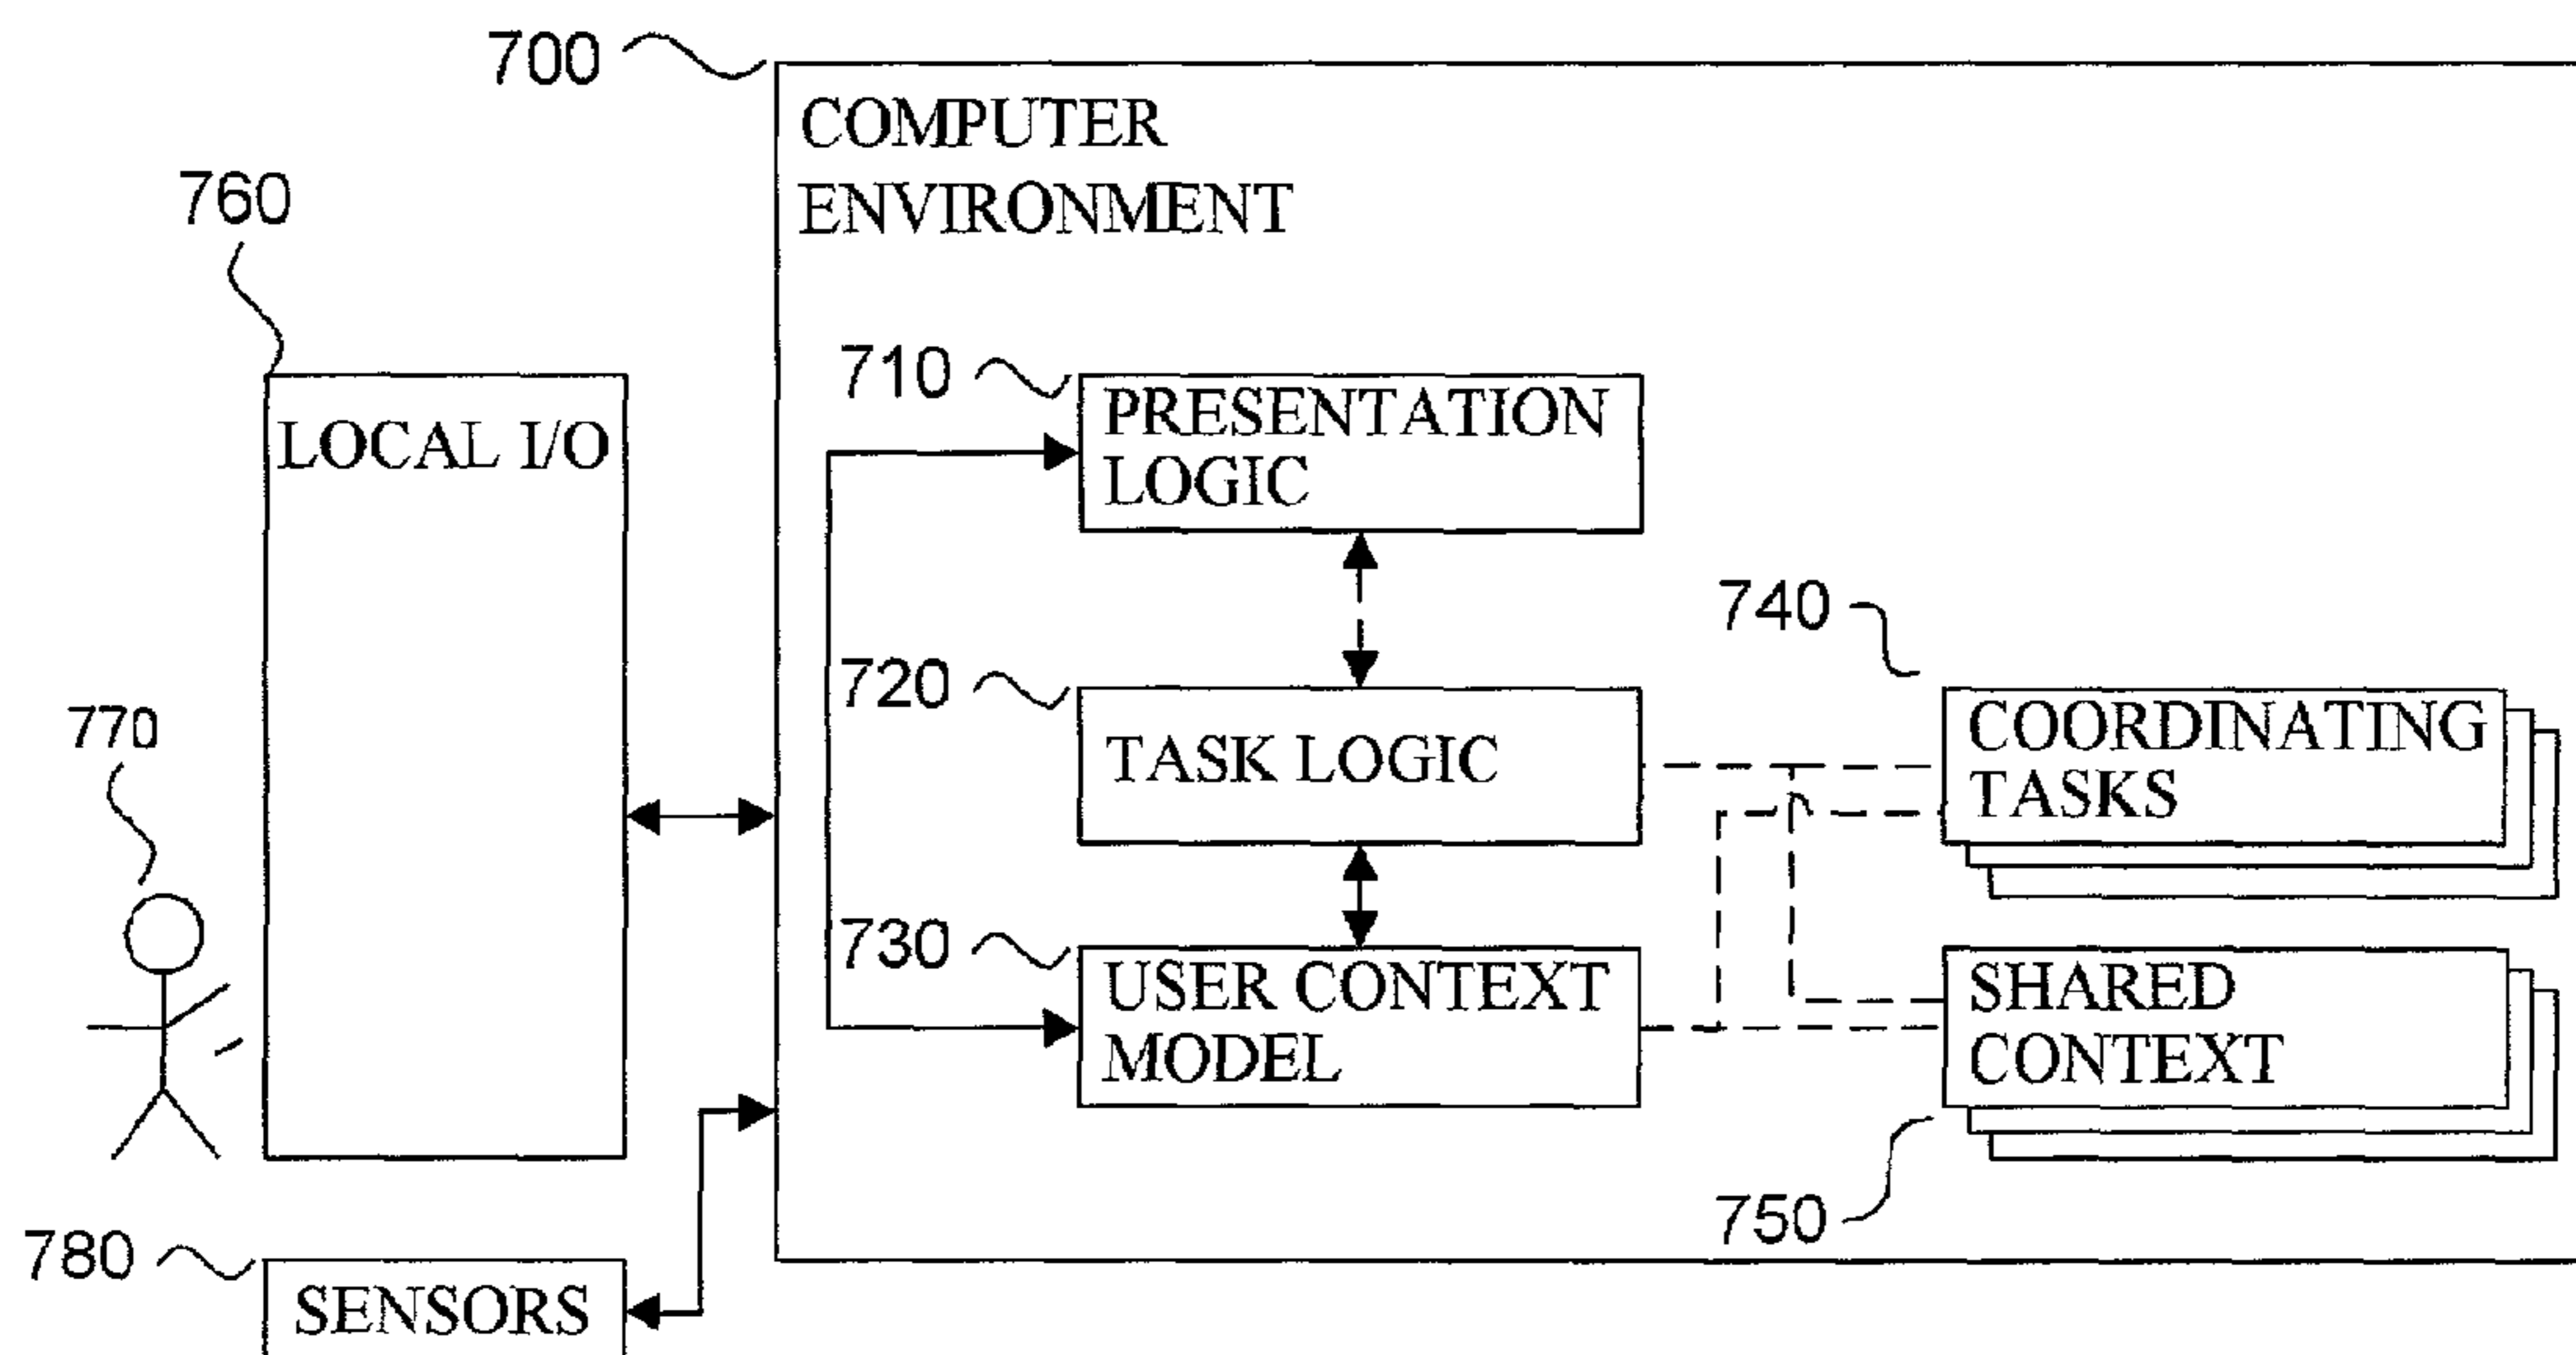 700
COMPUTER
ENVIRONMENT
760
LOCAL I/O
710
PRESENTATION
LOGIC
740
720
TASK LOGIC
COORDINATING
TASKS
770
730
USER CONTEXT
MODEL
SHARED
CONTEXT
750
780
SENSORS